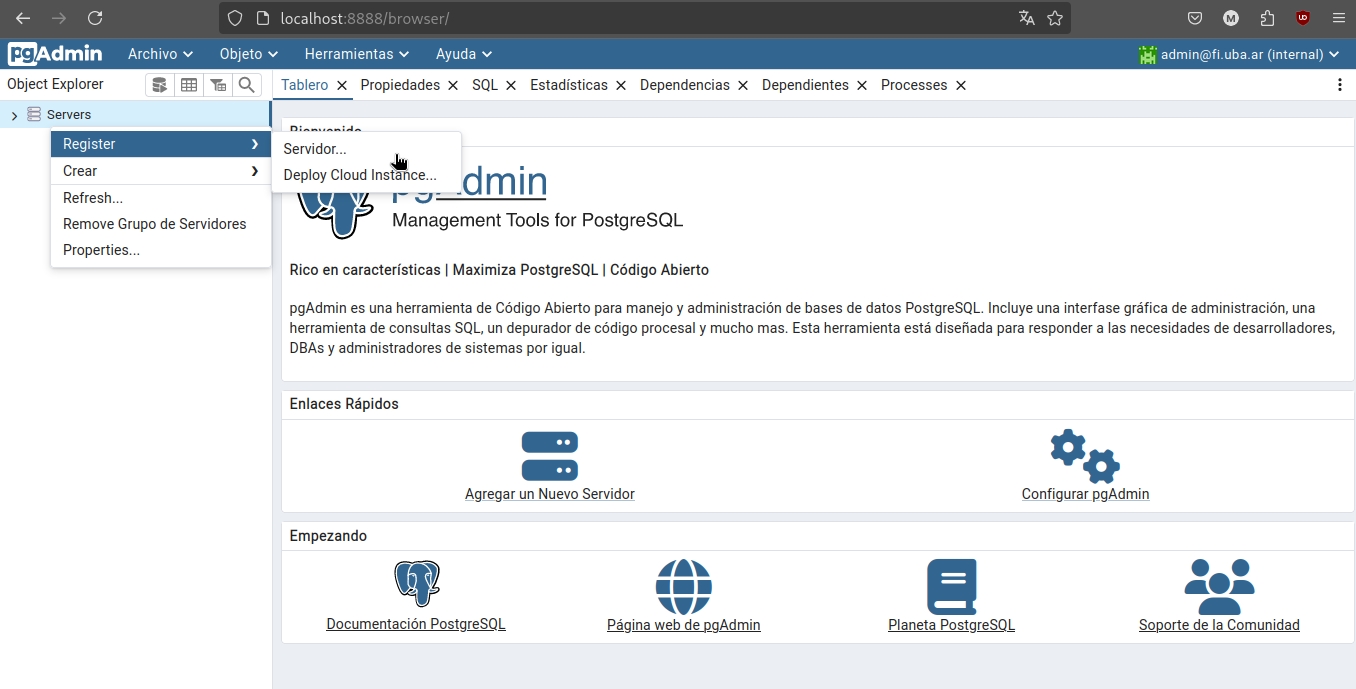 localhost:8888/browser/
M
UO
pgAdmin Archivo Objeto Herramientas Ayuda admin@fi.uba.ar (internal)
Object Explorer
Tablero Propiedades SQL Estadísticas Dependencias Dependientes Processes
Servers
Register
Crear
Refresh...
Remove Grupo de Servidores
Properties...
Servidor...
Deploy Cloud Instance...
Bienvenido
pgAdmin
Management Tools for PostgreSQL
Rico en características | Maximiza PostgreSQL | Código Abierto
pgAdmin es una herramienta de Código Abierto para manejo y administración de bases de datos PostgreSQL. Incluye una interfase gráfica de administración, una
herramienta de consultas SQL, un depurador de código procesal y mucho mas. Esta herramienta está diseñada para responder a las necesidades de desarrolladores,
DBAs y administradores de sistemas por igual.
Enlaces Rápidos
Agregar un Nuevo Servidor
Configurar pgAdmin
Empezando
Documentación PostgreSQL
Página web de pgAdmin
Planeta PostgreSQL
Soporte de la Comunidad